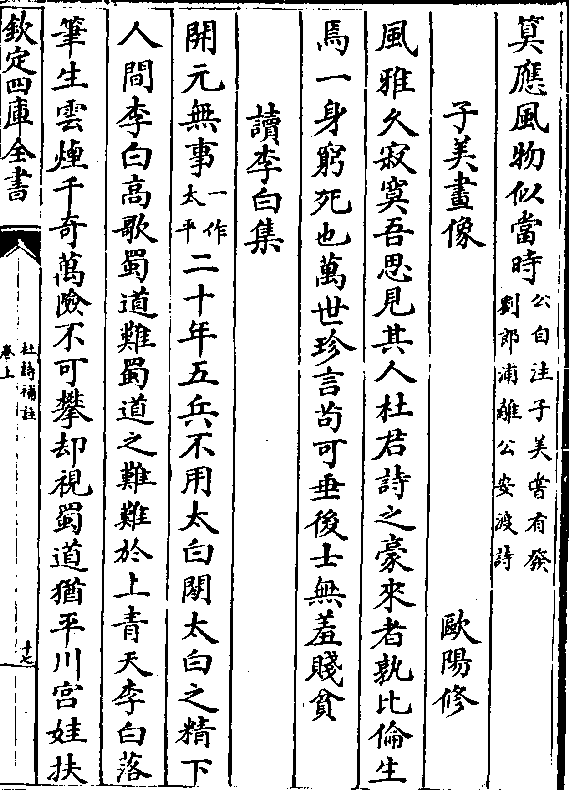 算應風物似當時公自注子美嘗有發
劉郎浦離公安渡詩
子美畫像
歐陽修
風雅久寂寞吾思見其人杜君詩之豪來者孰比倫生
焉一身窮死也萬世珍言苟可垂後士無羞賤貧
讀李白集
開元無事一作
太平二十年五兵不用太白閑太白之精下
人間李白高歌蜀道難蜀道之難難於上青天李白落
筆生雲煙千奇萬險不可攀却視蜀道猶平川宫娃扶
欽定四庫全書
杜詩補註
卷上
十七